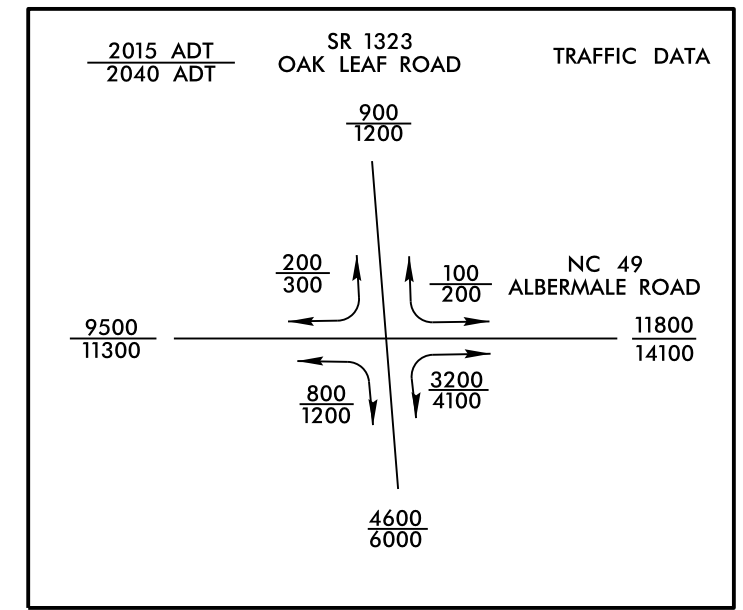 2015 ADT
2040 ADT
SR 1323
OAK LEAF ROAD
TRAFFIC DATA
900
1200
200
300
100
200
NC 49
ALBERMALE ROAD
9500
11300
11800
14100
800
1200
3200
4100
4600
6000